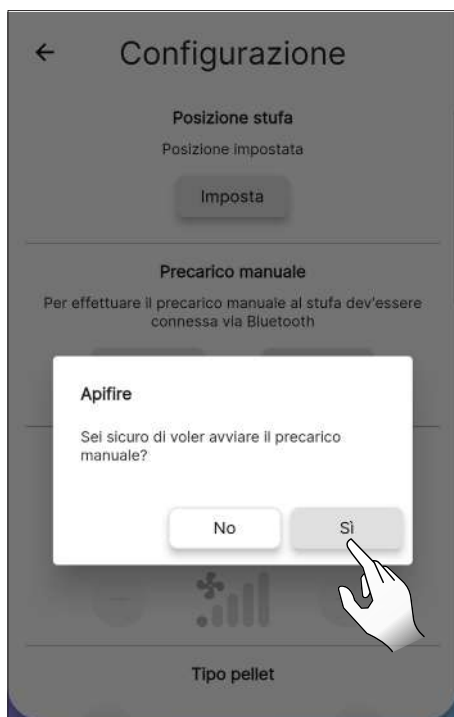 Configurazione
Posizione stufa
Posizione impostata
Imposta
Precarico manuale
Per effettuare il precarico manuale al stufa dev'essere
connessa via Bluetooth
Apifire
Sei sicuro di voler avviare il precarico
manuale?
No
Sì
Tipo pellet